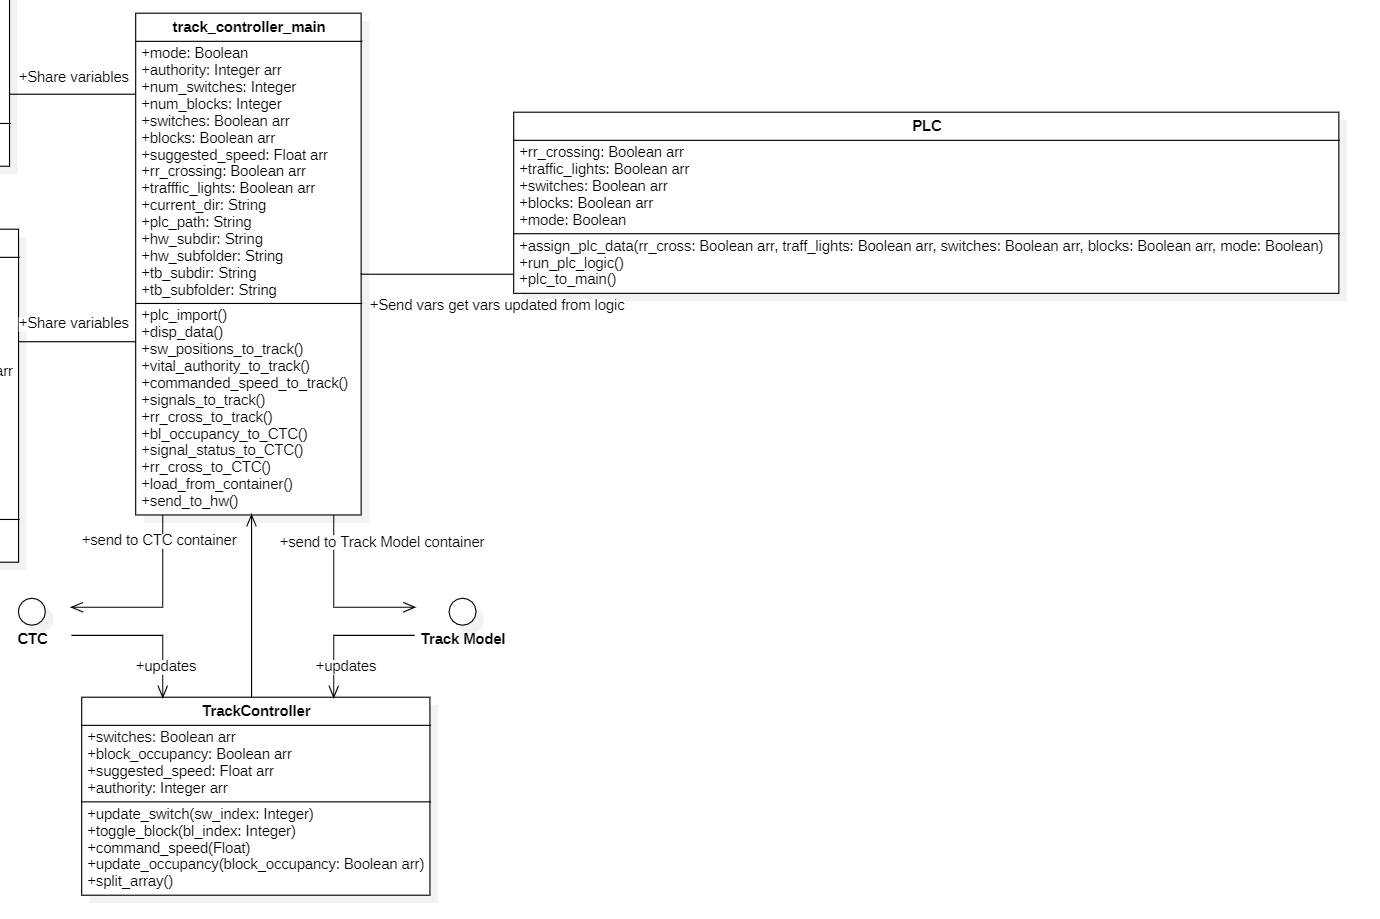 track_controller_main
+mode: Boolean
+authority: Integer arr
+num_switches: Integer
+num_blocks: Integer
+switches: Boolean arr
+blocks: Boolean arr
+suggested_speed: Float arr
+rr_crossing: Boolean arr
+trafffic_lights: Boolean arr
+current_dir: String
+plc_path: String
+hw_subdir: String
+hw_subfolder: String
+tb_subdir: String
+tb_subfolder: String
+plc_import()
+disp_data()
+sw_positions_to_track()
+vital_authority_to_track()
+commanded_speed_to_track()
+signals_to_track()
+rr_cross_to_track()
+bl_occupancy_to_CTC()
+signal_status_to_CTC()
+rr_cross_to_CTC()
+load_from_container()
+send_to_hw()
+Share variables
+Share variables
arr
PLC
+rr_crossing: Boolean arr
+traffic_lights: Boolean arr
+switches: Boolean arr
+blocks: Boolean arr
+mode: Boolean
+assign_plc_data(rr_cross: Boolean arr, traff_lights: Boolean arr, switches: Boolean arr, blocks: Boolean arr, mode: Boolean)
+run_plc_logic()
+plc_to_main()
+Send vars get vars updated from logic
+send to CTC container
+send to Track Model container
CTC
Track Model
+updates
+updates
TrackController
+switches: Boolean arr
+block_occupancy: Boolean arr
+suggested_speed: Float arr
+authority: Integer arr
+update_switch(sw_index: Integer)
+toggle_block(bl_index: Integer)
+command_speed(Float)
+update_occupancy(block_occupancy: Boolean arr)
+split_array()